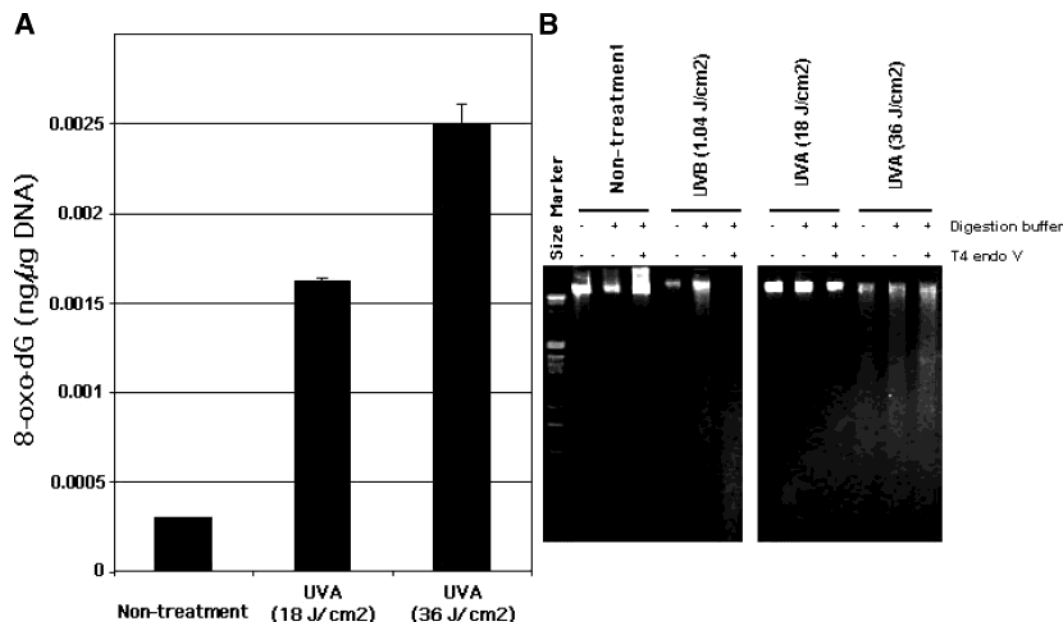 A
8-oxo-dG (ng/µg DNA)
0.0025
0.002
0.0015
0.001
0.0005
0
Non-treatment
UVA
(18 J/cm2)
UVA
(36 J/cm2)
B
Size Marker
Non-treatment
UVB (1.04 J/cm2)
UVA (18 J/cm2)
UVA (36 J/cm2)
- + + - + + - + + - + + Digestion buffer
+ + + + T4 endo V